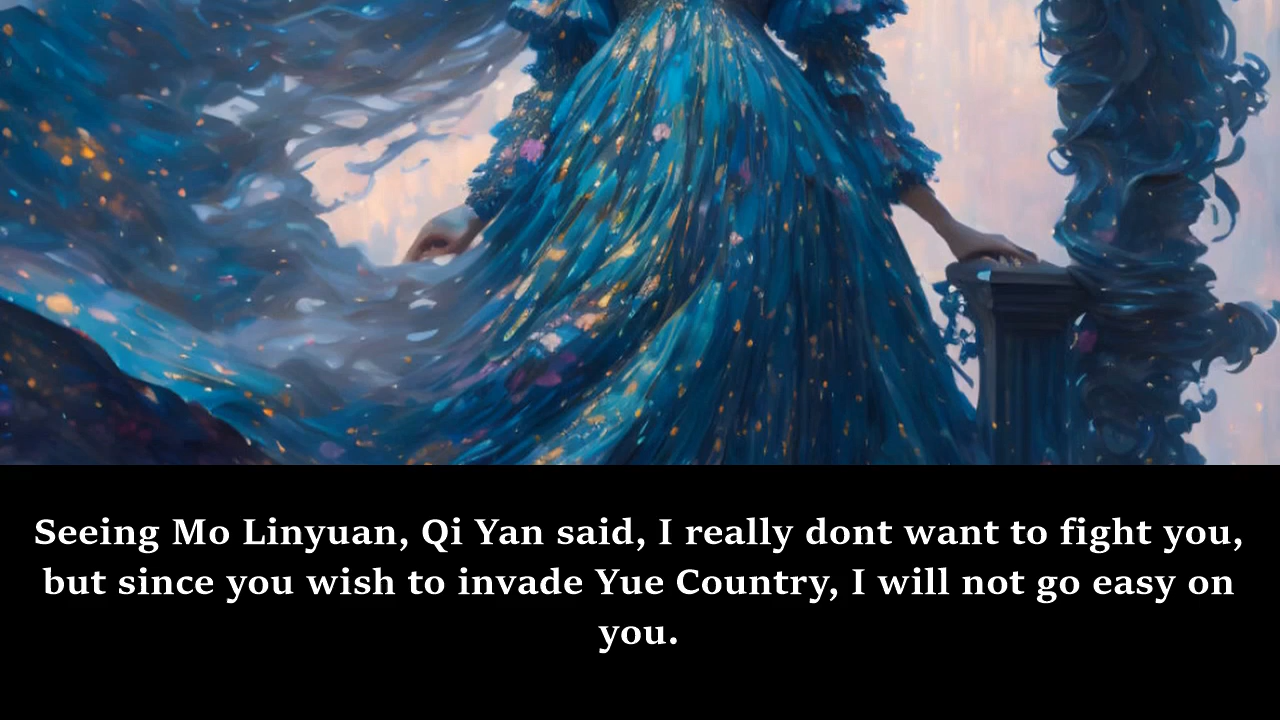 Seeing Mo Linyuan, Qi Yan said, I really dont want to fight you,
but since you wish to invade Yue Country, I will not go easy on
you.